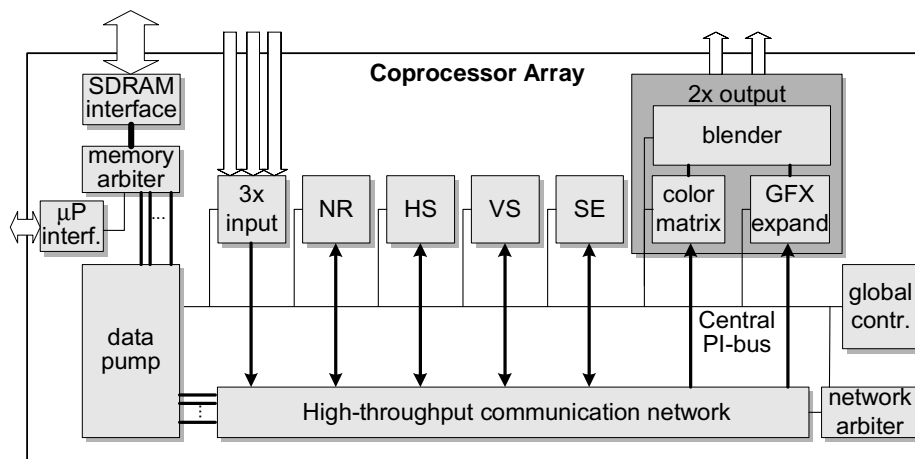 Coprocessor Array
SDRAM
interface
memory
arbiter
...
μP
interf.
data
pump
...
3x
input
NR
HS
VS
SE
2x output
blender
color
matrix
GFX
expand
global
contr.
Central
PI-bus
High-throughput communication network
network
arbiter